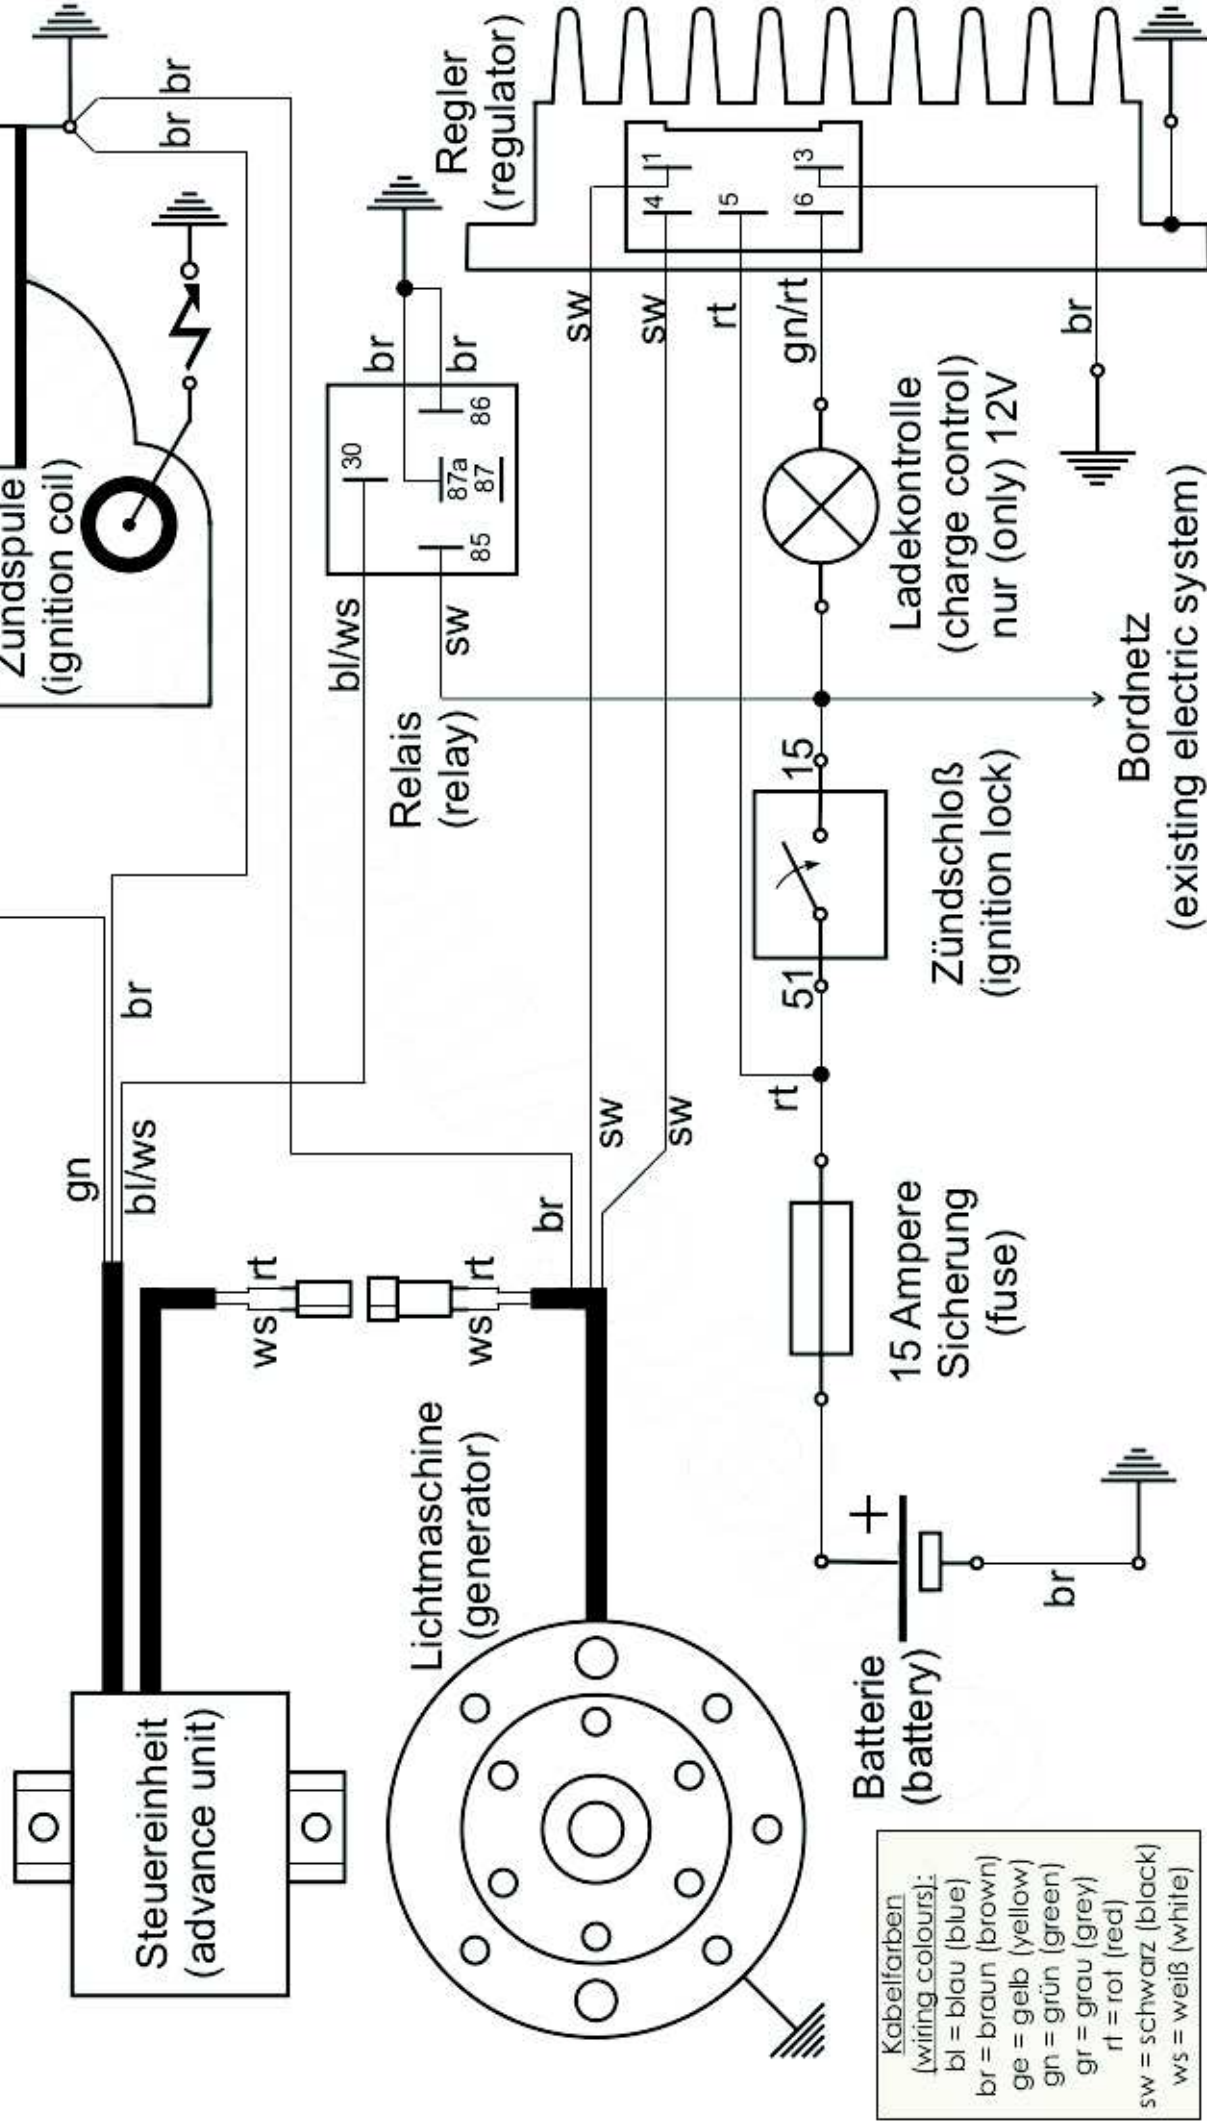 Zündspule
(ignition coil)
br
br
br
gn
bl/ws
Steuereinheit
(advance unit)
ws
rt
ws
rt
br
Lichtmaschine
(generator)
Relais
(relay)
bl/ws
sw
br
br
30
85
87a
87
86
Regler
(regulator)
1
4
5
3
6
sw
sw
rt
gn/rt
br
sw
sw
rt
Ladekontrolle
(charge control)
nur (only) 12V
Bordnetz
(existing electric system)
15
51
Zündschloß
(ignition lock)
15 Ampere
Sicherung
(fuse)
+
Batterie
(battery)
br
Kabelfarben
(wiring colours):
bl = blau (blue)
br = braun (brown)
ge = gelb (yellow)
gn = grün (green)
gr = grau (grey)
rt = rot (red)
sw = schwarz (black)
ws = weiß (white)